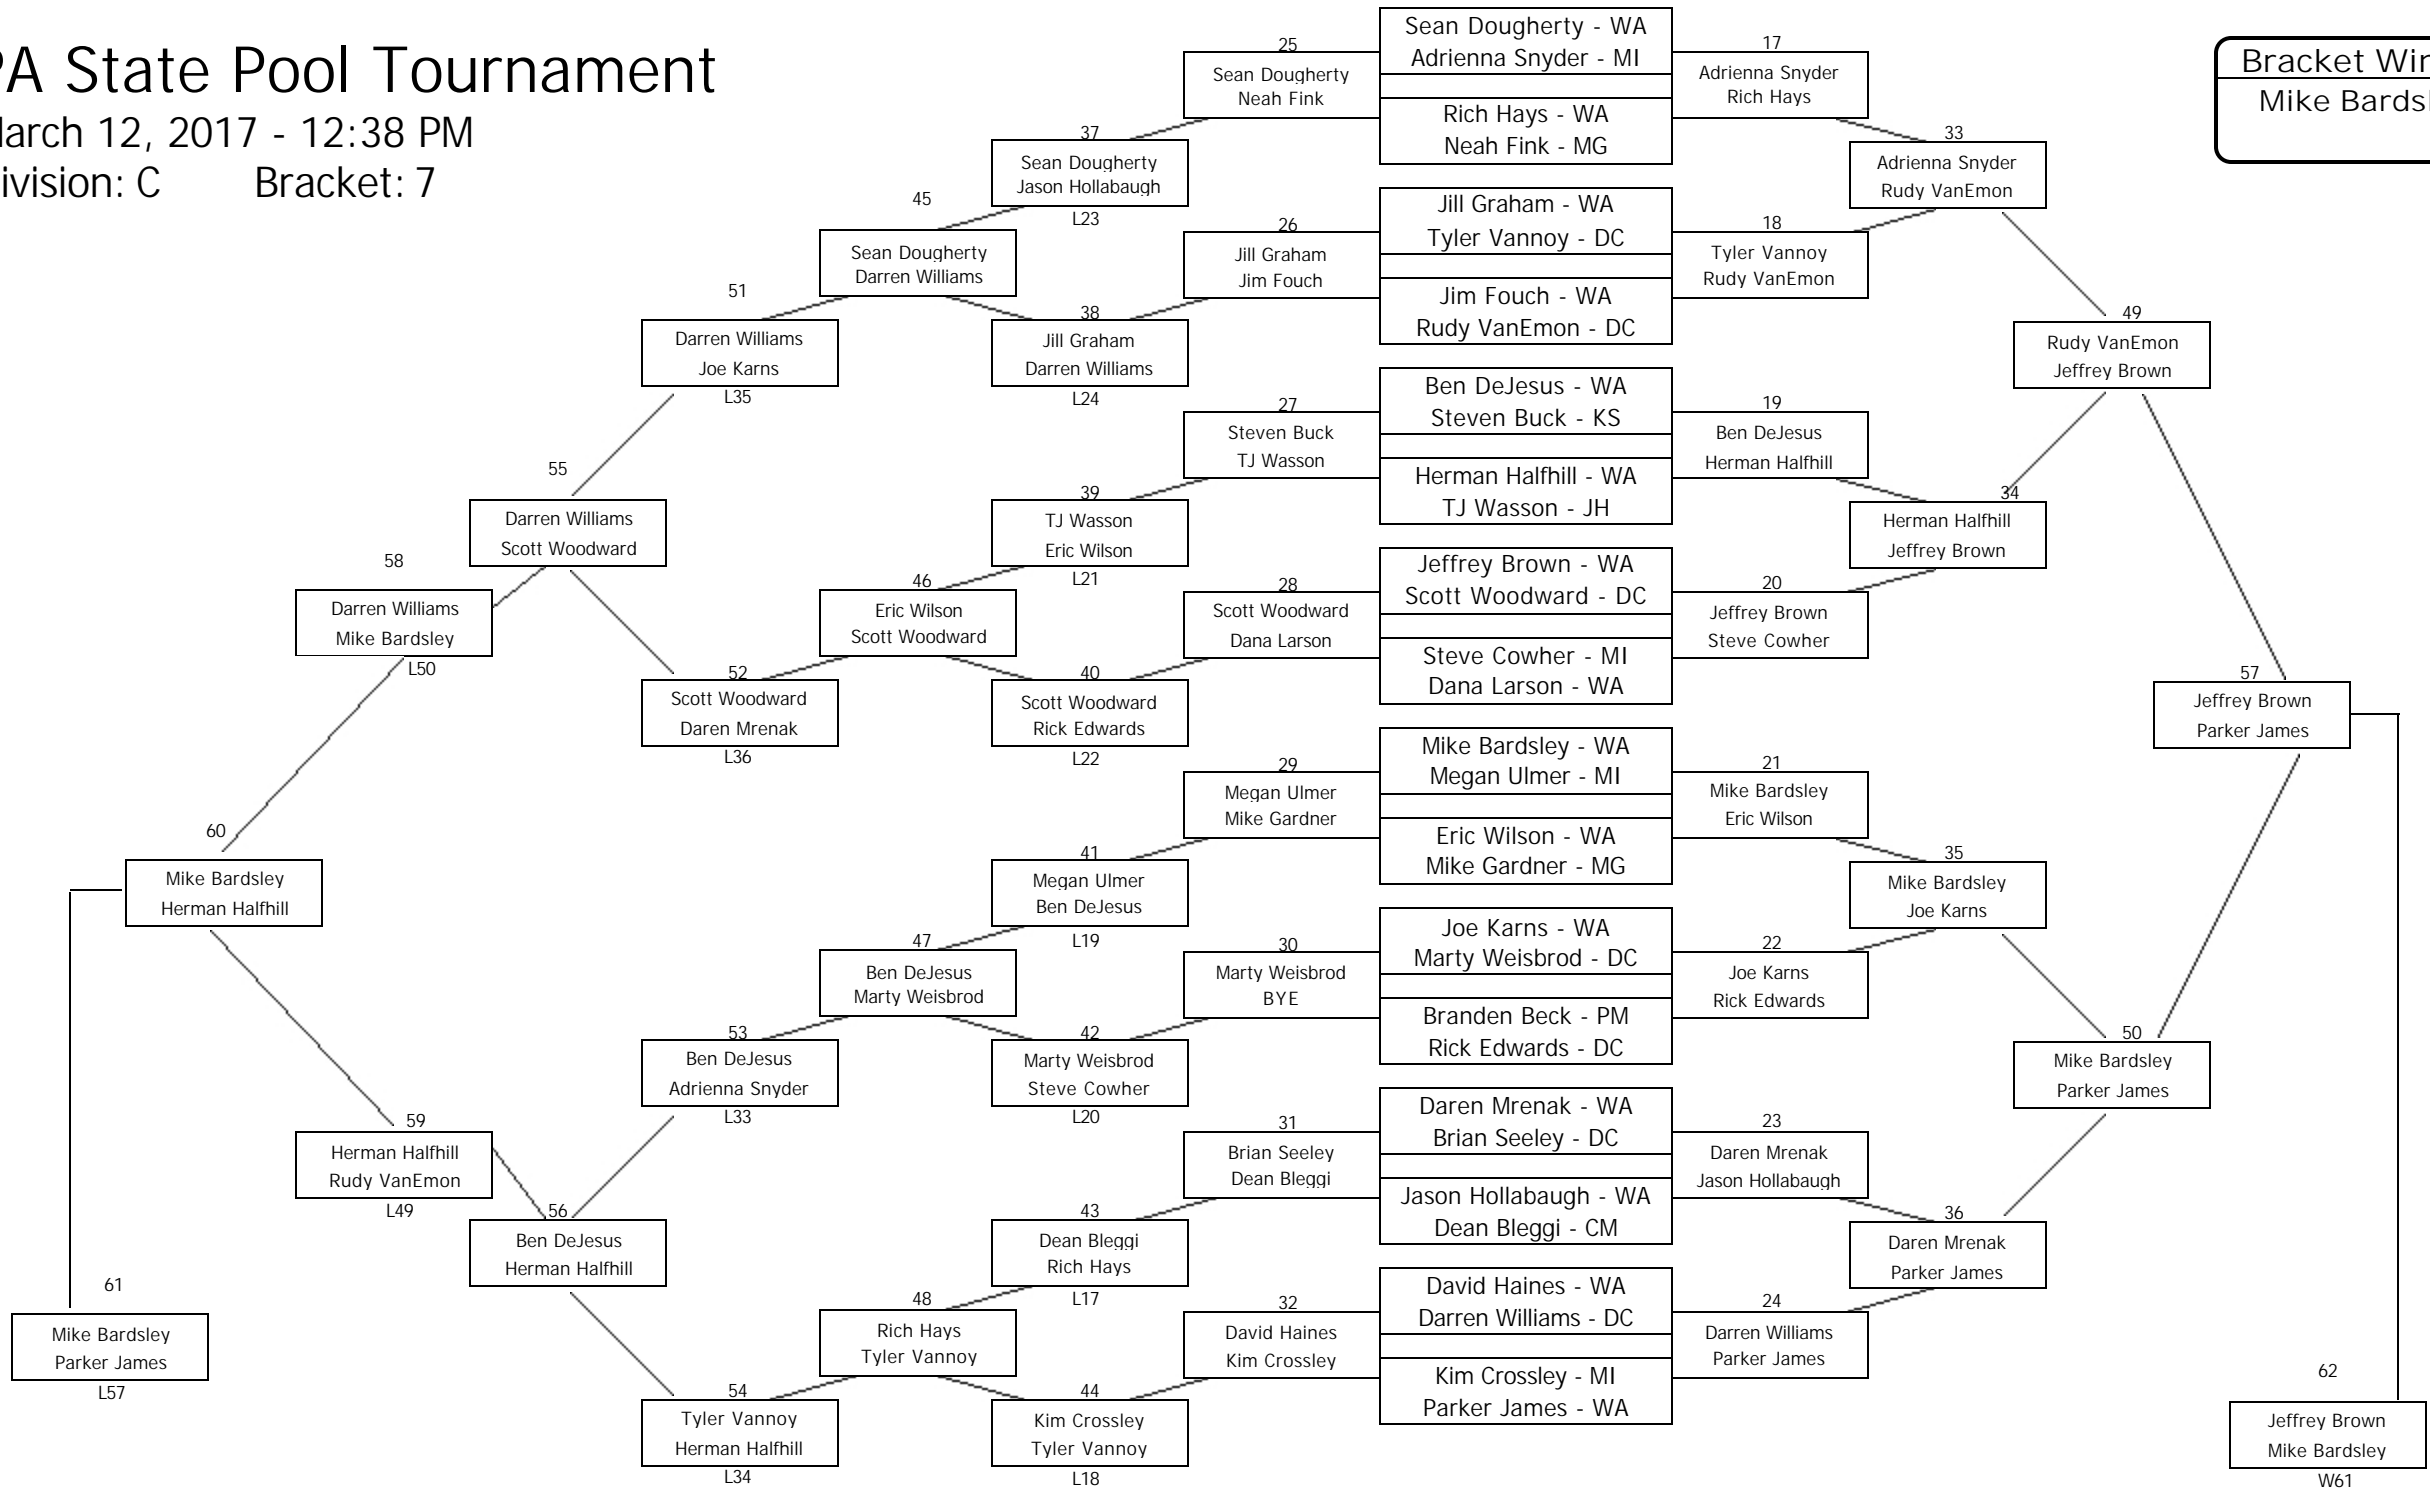 PA State Pool Tournament
March 12, 2017 - 12:38 PM
ivision: C Bracket: 7
61
Mike Bardsley
Parker James
L57
60
Mike Bardsley
Herman Halfhill
58
Darren Williams
Mike Bardsley
L50
59
Herman Halfhill
Rudy VanEmon
L49
55
Darren Williams
Scott Woodward
56
Ben DeJesus
Herman Halfhill
51
Darren Williams
Joe Karns
L35
52
Scott Woodward
Daren Mrenak
L36
53
Ben DeJesus
Adrienna Snyder
L33
54
Tyler Vannoy
Herman Halfhill
L34
45
Sean Dougherty
Darren Williams
46
Eric Wilson
Scott Woodward
47
Ben DeJesus
Marty Weisbrod
48
Rich Hays
Tyler Vannoy
37
Sean Dougherty
Jason Hollabaugh
L23
38
Jill Graham
Darren Williams
L24
39
TJ Wasson
Eric Wilson
L21
40
Scott Woodward
Rick Edwards
L22
41
Megan Ulmer
Ben DeJesus
L19
42
Marty Weisbrod
Steve Cowher
L20
43
Dean Bleggi
Rich Hays
L17
44
Kim Crossley
Tyler Vannoy
L18
25
Sean Dougherty
Neah Fink
26
Jill Graham
Jim Fouch
27
Steven Buck
TJ Wasson
28
Scott Woodward
Dana Larson
29
Megan Ulmer
Mike Gardner
30
Marty Weisbrod
BYE
31
Brian Seeley
Dean Bleggi
32
David Haines
Kim Crossley
Sean Dougherty - WA
Adrienna Snyder - MI
Rich Hays - WA
Neah Fink - MG
Jill Graham - WA
Tyler Vannoy - DC
Jim Fouch - WA
Rudy VanEmon - DC
Ben DeJesus - WA
Steven Buck - KS
Herman Halfhill - WA
TJ Wasson - JH
Jeffrey Brown - WA
Scott Woodward - DC
Steve Cowher - MI
Dana Larson - WA
Mike Bardsley - WA
Megan Ulmer - MI
Eric Wilson - WA
Mike Gardner - MG
Joe Karns - WA
Marty Weisbrod - DC
Branden Beck - PM
Rick Edwards - DC
Daren Mrenak - WA
Brian Seeley - DC
Jason Hollabaugh - WA
Dean Bleggi - CM
David Haines - WA
Darren Williams - DC
Kim Crossley - MI
Parker James - WA
17
Adrienna Snyder
Rich Hays
18
Tyler Vannoy
Rudy VanEmon
19
Ben DeJesus
Herman Halfhill
20
Jeffrey Brown
Steve Cowher
21
Mike Bardsley
Eric Wilson
22
Joe Karns
Rick Edwards
23
Daren Mrenak
Jason Hollabaugh
24
Darren Williams
Parker James
33
Adrienna Snyder
Rudy VanEmon
34
Herman Halfhill
Jeffrey Brown
35
Mike Bardsley
Joe Karns
36
Daren Mrenak
Parker James
49
Rudy VanEmon
Jeffrey Brown
50
Mike Bardsley
Parker James
57
Jeffrey Brown
Parker James
Bracket
Mike
62
Jeffrey Brown
Mike Bardsley
W61